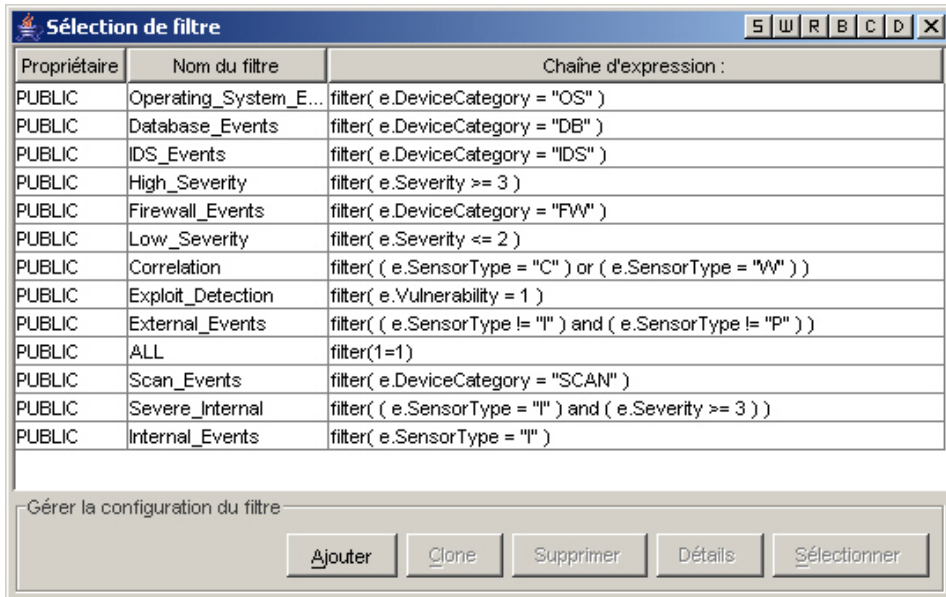 Sélection de filtre S W R B C D X
Propriétaire Nom du filtre Chaîne d'expression :
PUBLIC Operating_System_E... filter( e.DeviceCategory = "OS" )
PUBLIC Database_Events filter( e.DeviceCategory = "DB" )
PUBLIC IDS_Events filter( e.DeviceCategory = "IDS" )
PUBLIC High_Severity filter( e.Severity >= 3 )
PUBLIC Firewall_Events filter( e.DeviceCategory = "FW" )
PUBLIC Low_Severity filter( e.Severity <= 2 )
PUBLIC Correlation filter( ( e.SensorType = "C" ) or ( e.SensorType = "W" ) )
PUBLIC Exploit_Detection filter( e.Vulnerability = 1 )
PUBLIC External_Events filter( ( e.SensorType != "I" ) and ( e.SensorType != "P" ) )
PUBLIC ALL filter(1=1)
PUBLIC Scan_Events filter( e.DeviceCategory = "SCAN" )
PUBLIC Severe_Internal filter( ( e.SensorType = "I" ) and ( e.Severity >= 3 ) )
PUBLIC Internal_Events filter( e.SensorType = "I" )
Gérer la configuration du filtre
Ajouter Clone Supprimer Détails Sélectionner